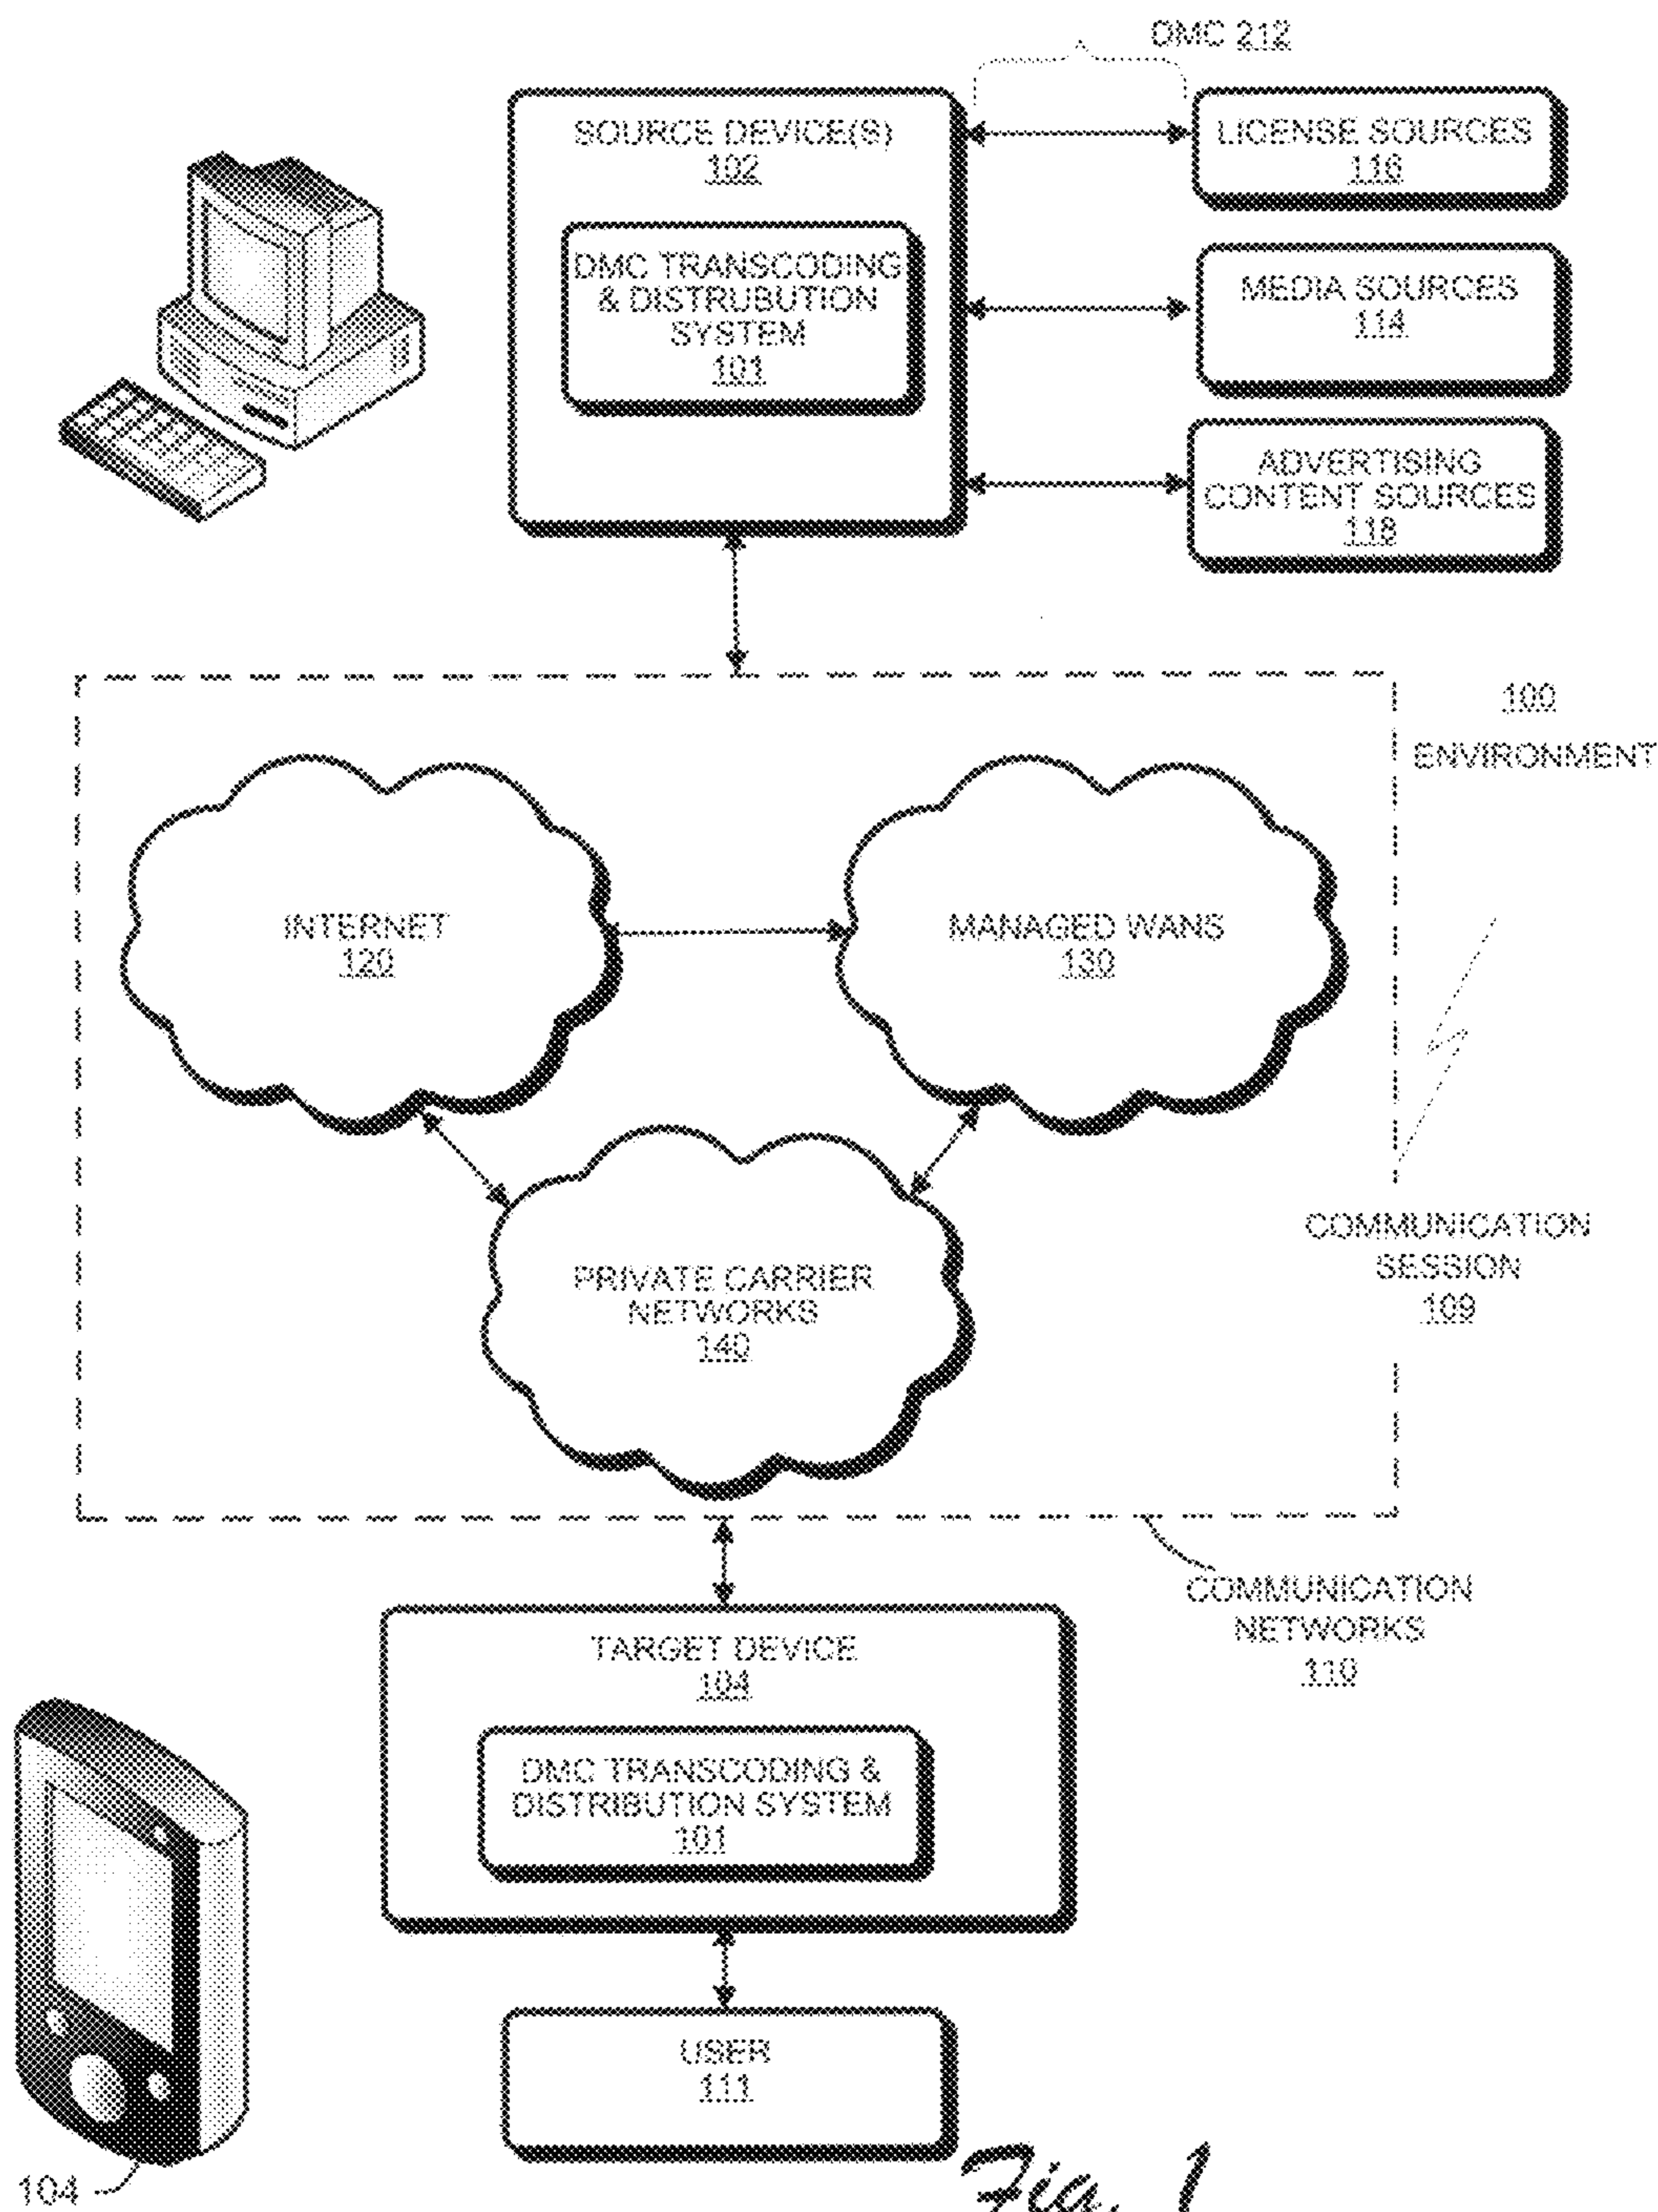 DMC 212
SOURCE DEVICE(S)
102
LICENSE SOURCES
116
DMC TRANSCODING
& DISTRUBUTION
SYSTEM
101
MEDIA SOURCES
114
ADVERTISING
CONTENT SOURCES
118
100
ENVIRONMENT
INTERNET
120
MANAGED WANS
130
PRIVATE CARRIER
NETWORKS
140
COMMUNICATION
SESSION
109
COMMUNICATION
NETWORKS
110
TARGET DEVICE
104
DMC TRANSCODING &
DISTRIBUTION SYSTEM
101
USER
111
104
Fig. 1